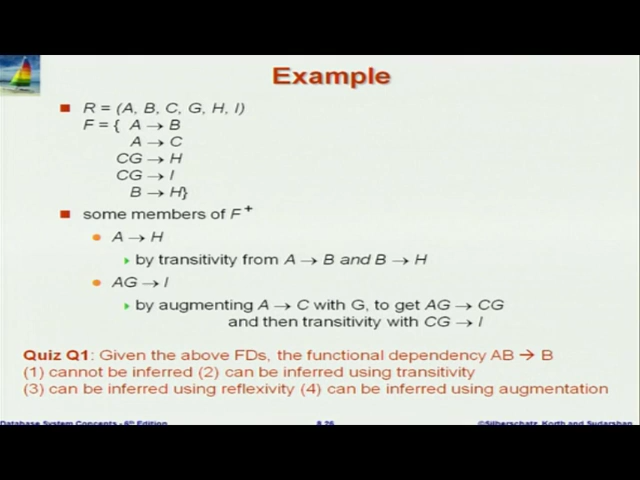 Example
R = (A, B, C, G, H, I)
F = { A → B
A → C
CG → H
CG → I
B → H}
some members of F+
A → H
by transitivity from A → B and B → H
AG → I
by augmenting A → C with G, to get AG → CG
and then transitivity with CG → I
Quiz Q1: Given the above FDs, the functional dependency AB → B
(1) cannot be inferred (2) can be inferred using transitivity
(3) can be inferred using reflexivity (4) can be inferred using augmentation
Database System Concepts - 6th Edition
8.26
©Silberschatz, Korth and Sudarshan